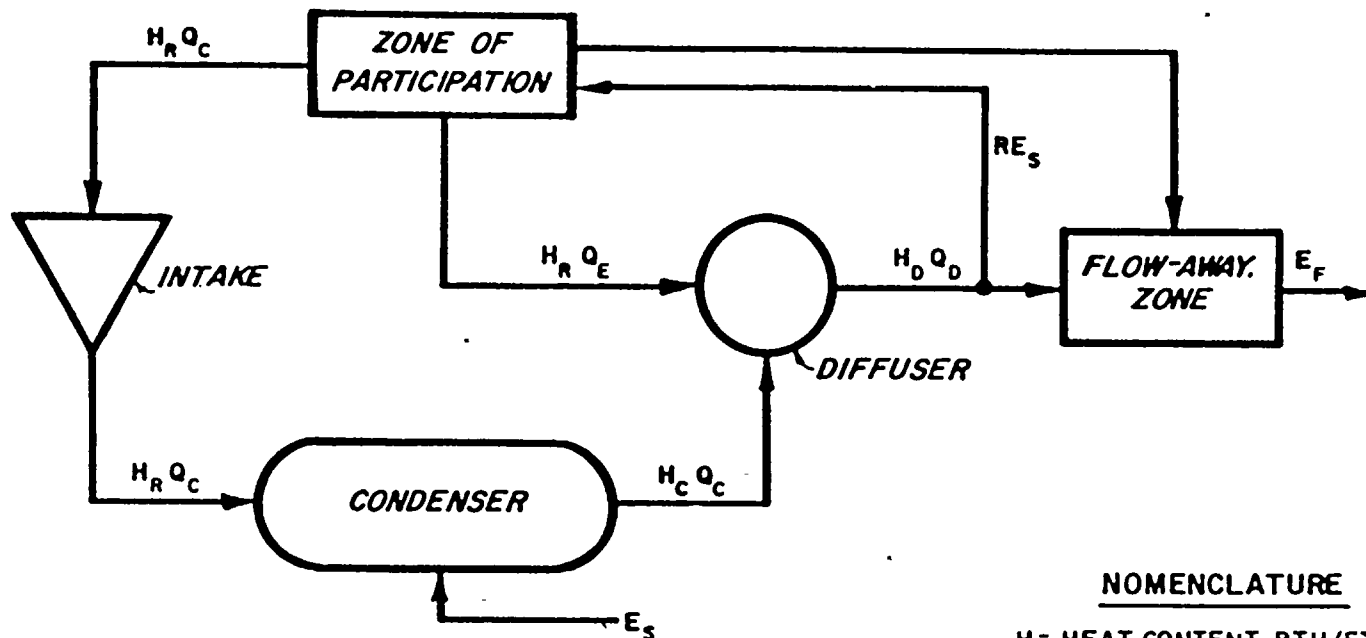 H_R Q_C
ZONE OF
PARTICIPATION
RE_S
INTAKE
H_R Q_E
H_D Q_D
FLOW-AWAY.
ZONE
E_F
DIFFUSER
H_R Q_C
CONDENSER
H_C Q_C
E_S
NOMENCLATURE